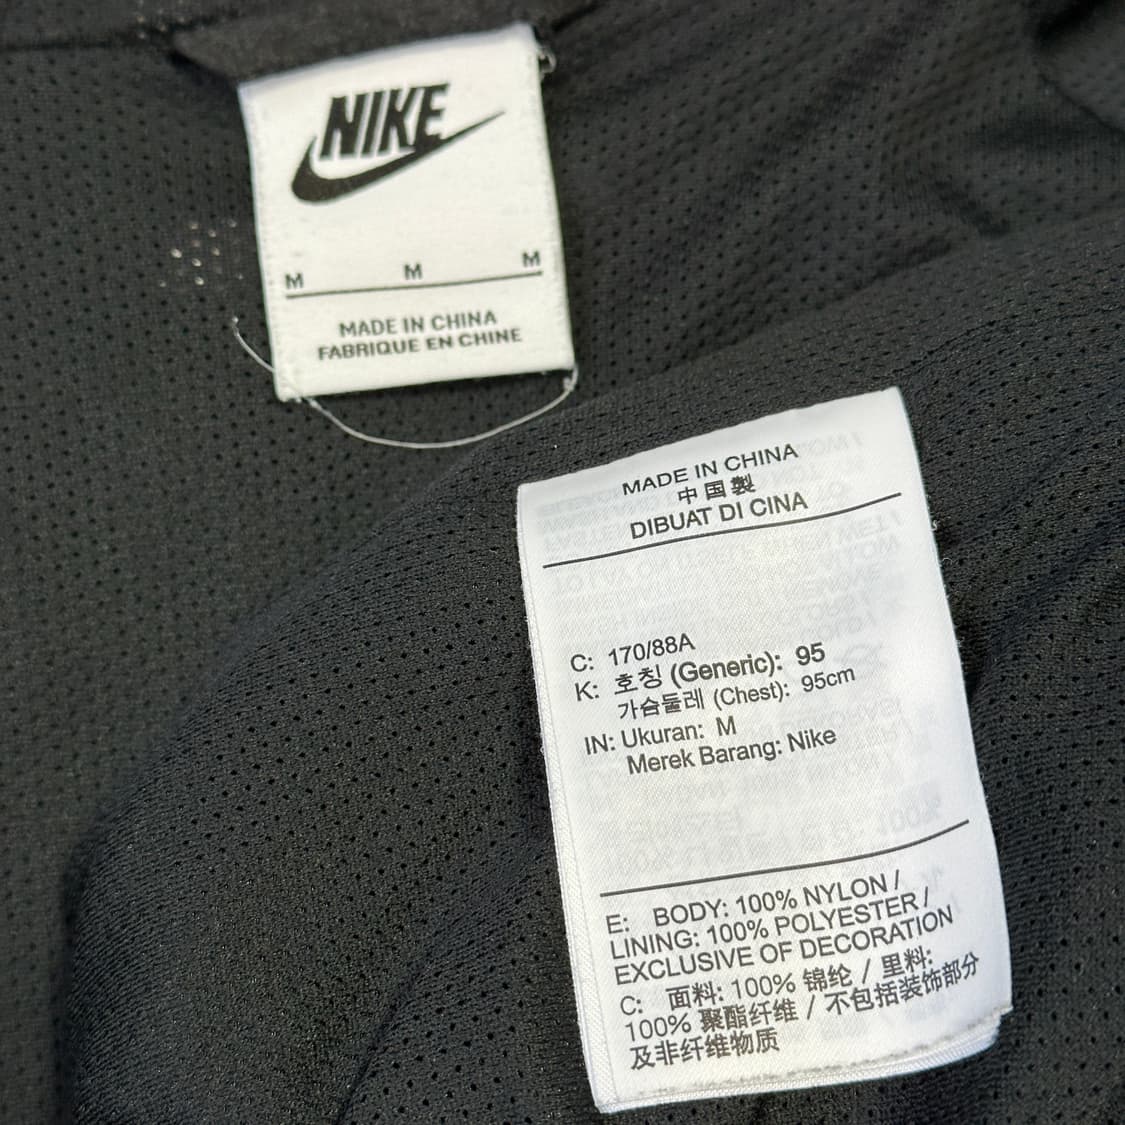 NIKE
M M M
MADE IN CHINA
FABRIQUE EN CHINE
MADE IN CHINA
中国製
DIBUAT DI CINA
C: 170/88A
K: 호칭 (Generic): 95
가슴둘레 (Chest): 95cm
IN: Ukuran: M
Merek Barang: Nike
E: BODY: 100% NYLON /
LINING: 100% POLYESTER /
EXCLUSIVE OF DECORATION
C: 面料: 100% 锦纶 / 里料:
100% 聚酯纤维 / 不包括装饰部分
及非纤维物质